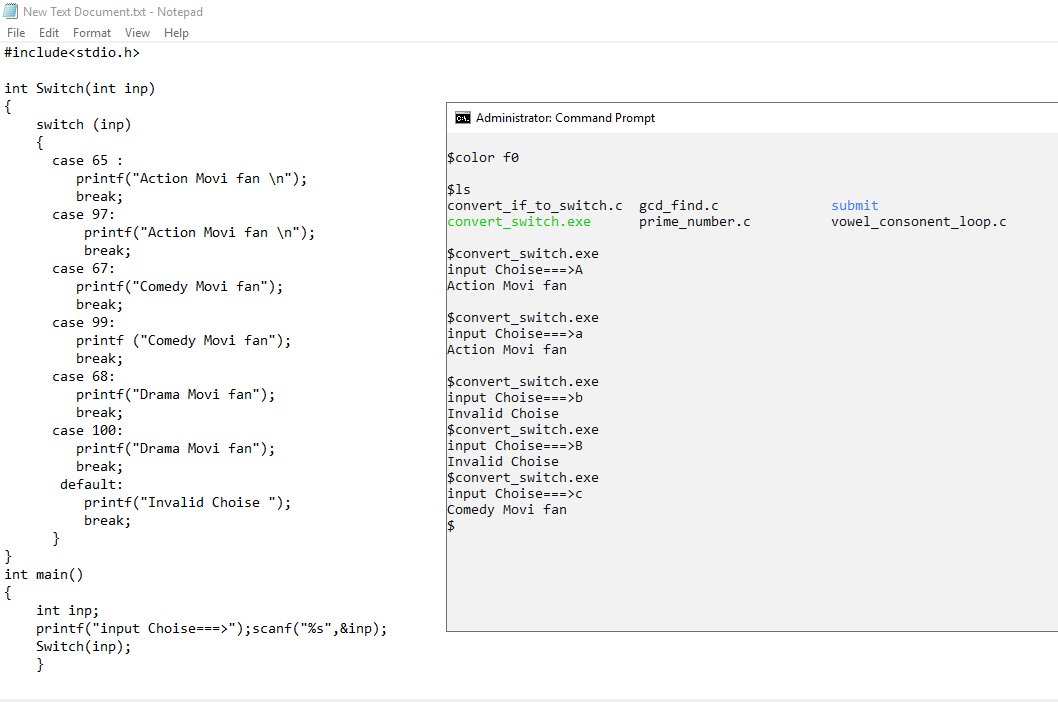 New Text Document.txt - Notepad
File Edit Format View Help
#include<stdio.h>
int Switch(int inp)
{
switch (inp)
{
case 65 :
printf("Action Movi fan \n");
break;
case 97:
printf("Action Movi fan \n");
break;
case 67:
printf("Comedy Movi fan");
break;
case 99:
printf ("Comedy Movi fan");
break;
case 68:
printf("Drama Movi fan");
break;
case 100:
printf("Drama Movi fan");
break;
default:
printf("Invalid Choise ");
break;
}
}
int main()
{
int inp;
printf("input Choise===>");scanf("%s",&inp);
Switch(inp);
}
Administrator: Command Prompt
$color f0
$ls
convert_if_to_switch.c gcd_find.c submit
convert_switch.exe prime_number.c vowel_consonent_loop.c
$convert_switch.exe
input Choise===>A
Action Movi fan
$convert_switch.exe
input Choise===>a
Action Movi fan
$convert_switch.exe
input Choise===>b
Invalid Choise
$convert_switch.exe
input Choise===>B
Invalid Choise
$convert_switch.exe
input Choise===>c
Comedy Movi fan
$